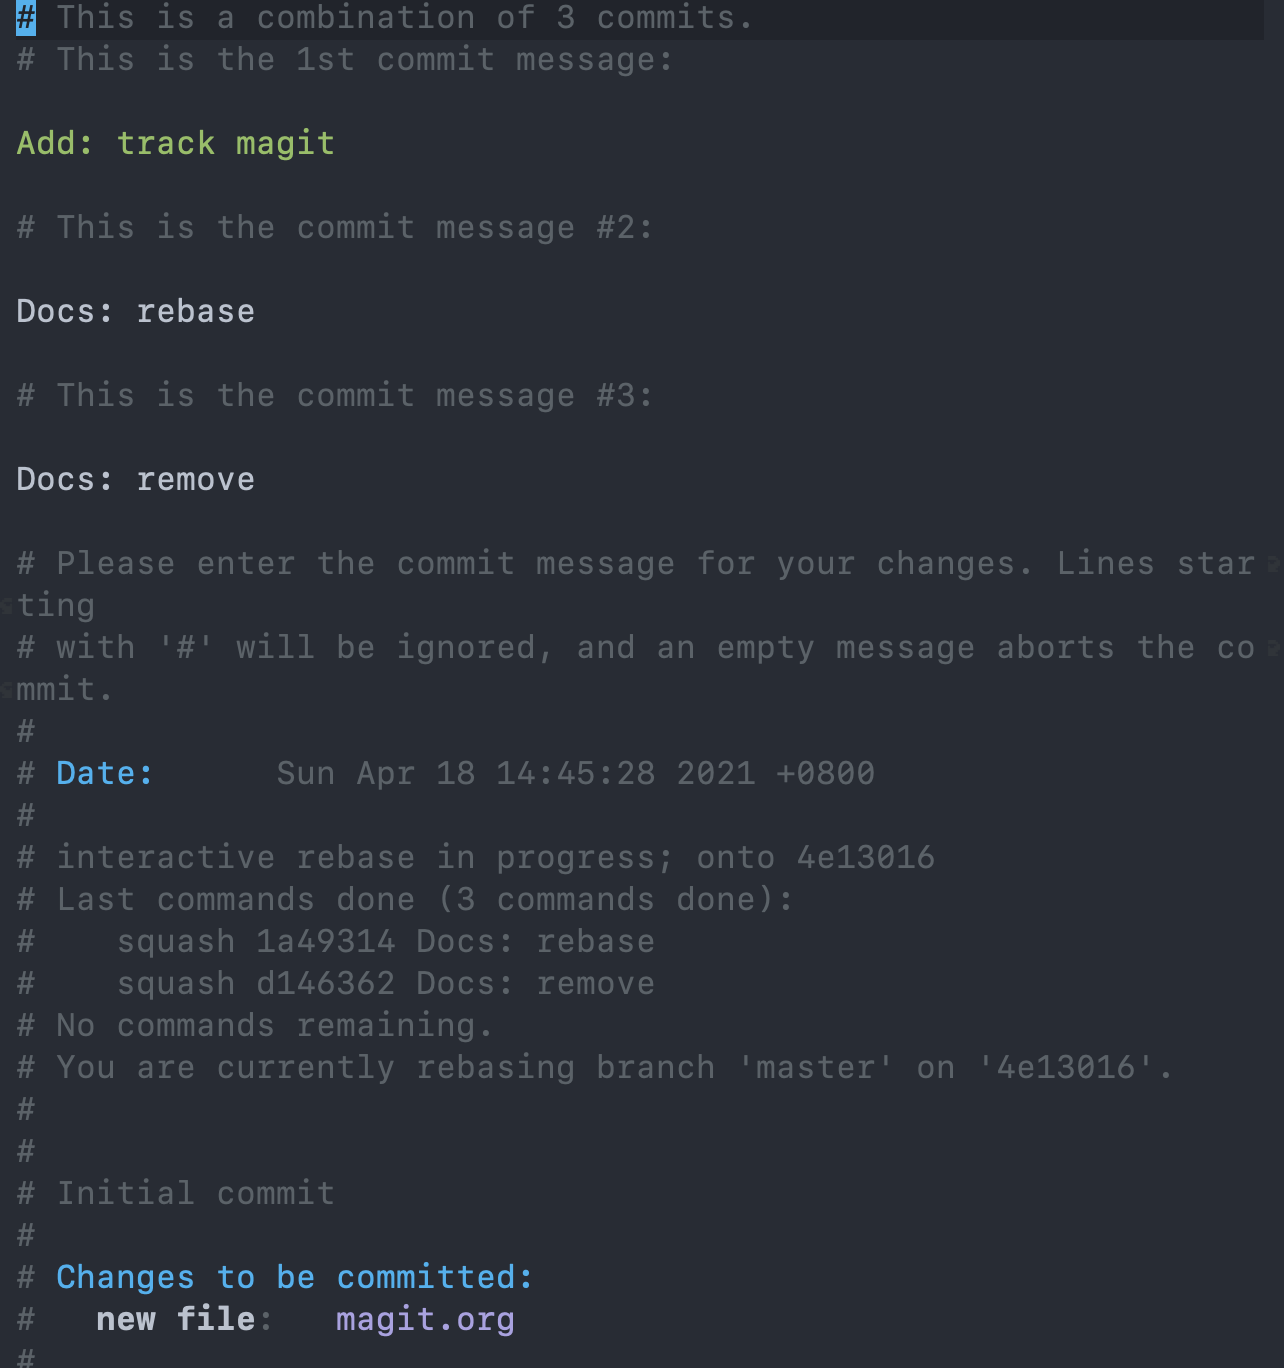 # This is a combination of 3 commits.
# This is the 1st commit message:
Add: track magit
# This is the commit message #2:
Docs: rebase
# This is the commit message #3:
Docs: remove
# Please enter the commit message for your changes. Lines star
ting
# with '#' will be ignored, and an empty message aborts the co
mmit.
#
# Date:      Sun Apr 18 14:45:28 2021 +0800
#
# interactive rebase in progress; onto 4e13016
# Last commands done (3 commands done):
#    squash 1a49314 Docs: rebase
#    squash d146362 Docs: remove
# No commands remaining.
# You are currently rebasing branch 'master' on '4e13016'.
#
#
# Initial commit
#
# Changes to be committed:
#   new file:   magit.org
#